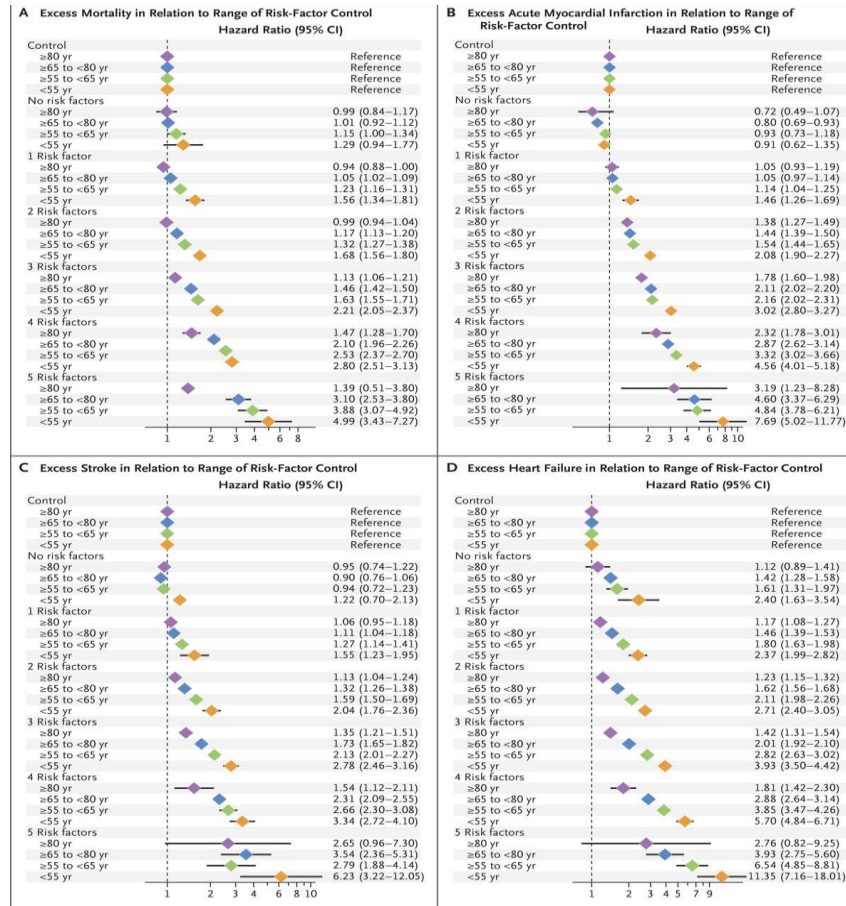 A Excess Mortality in Relation to Range of Risk-Factor Control
Hazard Ratio (95% CI)
Control
≥80 yr Reference
≥65 to <80 yr Reference
≥55 to <65 yr Reference
<55 yr Reference
No risk factors
≥80 yr 0.99 (0.84–1.17)
≥65 to <80 yr 1.01 (0.92–1.12)
≥55 to <65 yr 1.15 (1.00–1.34)
<55 yr 1.29 (0.94–1.77)
1 Risk factor
≥80 yr 0.94 (0.88–1.00)
≥65 to <80 yr 1.05 (1.02–1.09)
≥55 to <65 yr 1.23 (1.16–1.31)
<55 yr 1.56 (1.34–1.81)
2 Risk factors
≥80 yr 0.99 (0.94–1.04)
≥65 to <80 yr 1.17 (1.13–1.20)
≥55 to <65 yr 1.32 (1.27–1.38)
<55 yr 1.68 (1.56–1.80)
3 Risk factors
≥80 yr 1.13 (1.06–1.21)
≥65 to <80 yr 1.46 (1.42–1.50)
≥55 to <65 yr 1.63 (1.55–1.71)
<55 yr 2.21 (2.05–2.37)
4 Risk factors
≥80 yr 1.47 (1.28–1.70)
≥65 to <80 yr 2.10 (1.96–2.26)
≥55 to <65 yr 2.53 (2.37–2.70)
<55 yr 2.80 (2.51–3.13)
5 Risk factors
≥80 yr 1.39 (0.51–3.80)
≥65 to <80 yr 3.10 (2.53–3.80)
≥55 to <65 yr 3.88 (3.07–4.92)
<55 yr 4.99 (3.43–7.27)
1 2 3 4 6 8
B Excess Acute Myocardial Infarction in Relation to Range of
Risk-Factor Control
Hazard Ratio (95% CI)
Control
≥80 yr Reference
≥65 to <80 yr Reference
≥55 to <65 yr Reference
<55 yr Reference
No risk factors
≥80 yr 0.72 (0.49–1.07)
≥65 to <80 yr 0.80 (0.69–0.93)
≥55 to <65 yr 0.93 (0.73–1.18)
<55 yr 0.91 (0.62–1.35)
1 Risk factor
≥80 yr 1.05 (0.93–1.19)
≥65 to <80 yr 1.05 (0.97–1.14)
≥55 to <65 yr 1.14 (1.04–1.25)
<55 yr 1.46 (1.26–1.69)
2 Risk factors
≥80 yr 1.38 (1.27–1.49)
≥65 to <80 yr 1.44 (1.39–1.50)
≥55 to <65 yr 1.54 (1.44–1.65)
<55 yr 2.08 (1.90–2.27)
3 Risk factors
≥80 yr 1.78 (1.60–1.98)
≥65 to <80 yr 2.11 (2.02–2.20)
≥55 to <65 yr 2.16 (2.02–2.31)
<55 yr 3.02 (2.80–3.27)
4 Risk factors
≥80 yr 2.32 (1.78–3.01)
≥65 to <80 yr 2.87 (2.62–3.14)
≥55 to <65 yr 3.32 (3.02–3.66)
<55 yr 4.56 (4.01–5.18)
5 Risk factors
≥80 yr 3.19 (1.23–8.28)
≥65 to <80 yr 4.60 (3.37–6.29)
≥55 to <65 yr 4.84 (3.78–6.21)
<55 yr 7.69 (5.02–11.77)
1 2 3 4 6 8 10
C Excess Stroke in Relation to Range of Risk-Factor Control
Hazard Ratio (95% CI)
Control
≥80 yr Reference
≥65 to <80 yr Reference
≥55 to <65 yr Reference
<55 yr Reference
No risk factors
≥80 yr 0.95 (0.74–1.22)
≥65 to <80 yr 0.90 (0.76–1.06)
≥55 to <65 yr 0.94 (0.72–1.23)
<55 yr 1.22 (0.70–2.13)
1 Risk factor
≥80 yr 1.06 (0.95–1.18)
≥65 to <80 yr 1.11 (1.04–1.18)
≥55 to <65 yr 1.27 (1.14–1.41)
<55 yr 1.55 (1.23–1.95)
2 Risk factors
≥80 yr 1.13 (1.04–1.24)
≥65 to <80 yr 1.32 (1.26–1.38)
≥55 to <65 yr 1.59 (1.50–1.69)
<55 yr 2.04 (1.76–2.36)
3 Risk factors
≥80 yr 1.35 (1.21–1.51)
≥65 to <80 yr 1.73 (1.65–1.82)
≥55 to <65 yr 2.13 (2.01–2.27)
<55 yr 2.78 (2.46–3.16)
4 Risk factors
≥80 yr 1.54 (1.12–2.11)
≥65 to <80 yr 2.31 (2.09–2.55)
≥55 to <65 yr 2.66 (2.30–3.08)
<55 yr 3.34 (2.72–4.10)
5 Risk factors
≥80 yr 2.65 (0.96–7.30)
≥65 to <80 yr 3.54 (2.36–5.31)
≥55 to <65 yr 2.79 (1.88–4.14)
<55 yr 6.23 (3.22–12.05)
1 2 3 4 6 8 10
D Excess Heart Failure in Relation to Range of Risk-Factor Control
Hazard Ratio (95% CI)
Control
≥80 yr Reference
≥65 to <80 yr Reference
≥55 to <65 yr Reference
<55 yr Reference
No risk factors
≥80 yr 1.12 (0.89–1.41)
≥65 to <80 yr 1.42 (1.28–1.58)
≥55 to <65 yr 1.61 (1.31–1.97)
<55 yr 2.40 (1.63–3.54)
1 Risk factor
≥80 yr 1.17 (1.08–1.27)
≥65 to <80 yr 1.46 (1.39–1.53)
≥55 to <65 yr 1.80 (1.63–1.98)
<55 yr 2.37 (1.99–2.82)
2 Risk factors
≥80 yr 1.23 (1.15–1.32)
≥65 to <80 yr 1.62 (1.56–1.68)
≥55 to <65 yr 2.11 (1.98–2.26)
<55 yr 2.71 (2.40–3.05)
3 Risk factors
≥80 yr 1.42 (1.31–1.54)
≥65 to <80 yr 2.01 (1.92–2.10)
≥55 to <65 yr 2.82 (2.63–3.02)
<55 yr 3.93 (3.50–4.42)
4 Risk factors
≥80 yr 1.81 (1.42–2.30)
≥65 to <80 yr 2.88 (2.64–3.14)
≥55 to <65 yr 3.85 (3.47–4.26)
<55 yr 5.70 (4.84–6.71)
5 Risk factors
≥80 yr 2.76 (0.82–9.25)
≥65 to <80 yr 3.93 (2.75–5.60)
≥55 to <65 yr 6.54 (4.85–8.81)
<55 yr 11.35 (7.16–18.01)
1 2 3 4 6 7 9